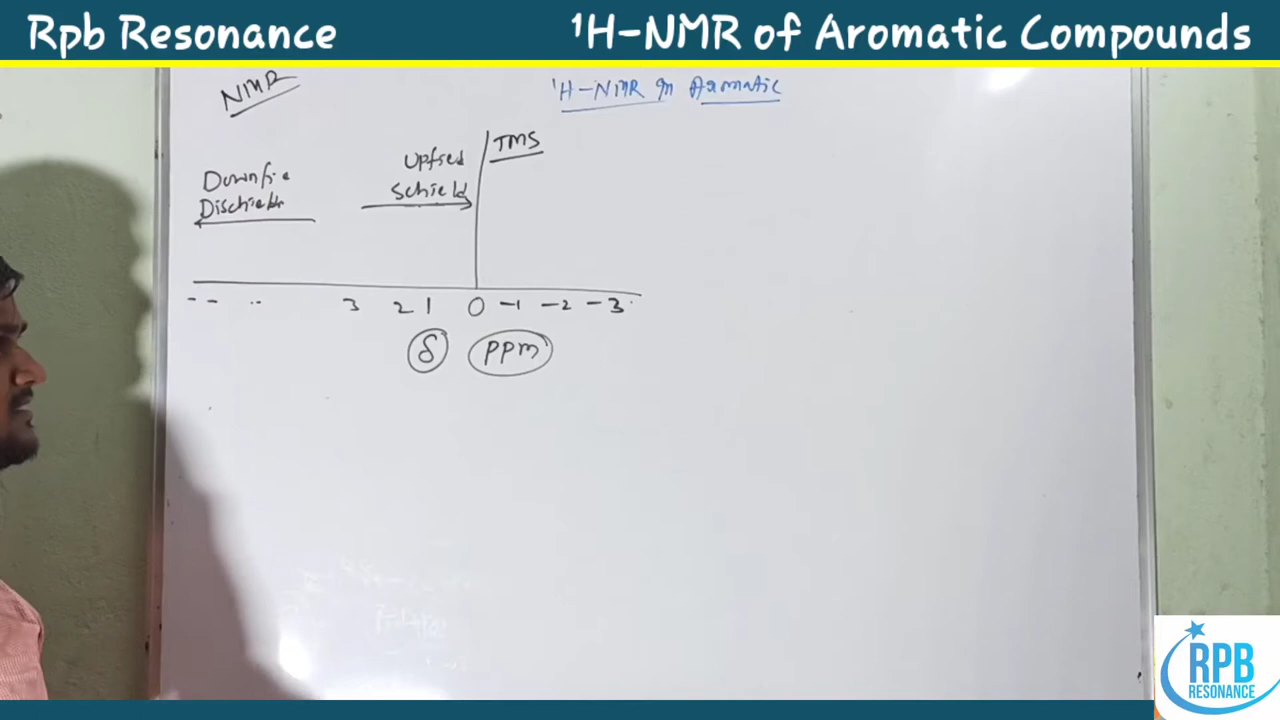 Rpb Resonance
¹H-NMR of Aromatic Compounds
NMR
¹H-NMR in Aromatic
TMS
Upfied
Schield
Downfie
Dischield
-- .. 3 2 1 0 -1 -2 -3
δ ppm
RPB
RESONANCE